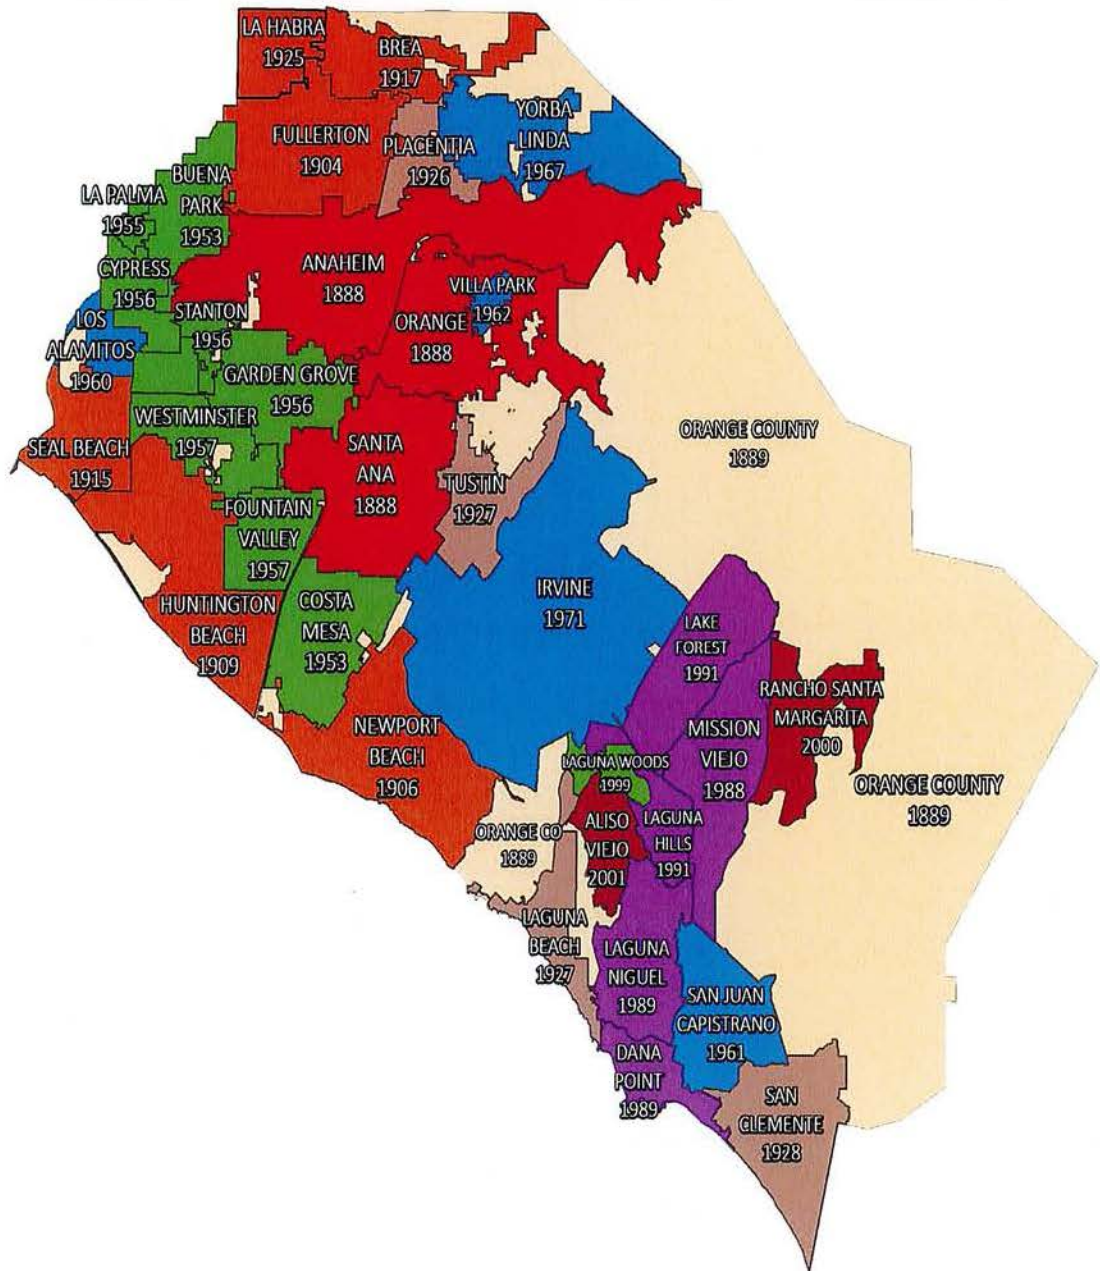 LA HABRA
1925
BREA
1917
FULLERTON
1904
PLACENTIA
1926
YORBA
LINDA
1967
BUENA
PARK
1953
LA PALMA
1955
CYPRESS
1956
STANTON
1956
ANAHEIM
1888
VILLA PARK
1962
ORANGE
1888
LOS
ALAMITOS
1960
GARDEN GROVE
1956
WESTMINSTER
1957
SEAL BEACH
1915
SANTA
ANA
1888
TUSTIN
1927
ORANGE COUNTY
1889
FOUNTAIN
VALLEY
1957
HUNTINGTON
BEACH
1909
COSTA
MESA
1953
IRVINE
1971
LAKE
FOREST
1991
RANCHO SANTA
MARGARITA
2000
NEWPORT
BEACH
1906
MISSION
VIEJO
1988
LAGUNA WOODS
1999
ORANGE COUNTY
1889
ORANGE CO
1889
ALISO
VIEJO
2001
LAGUNA
HILLS
1991
LAGUNA
BEACH
1927
LAGUNA
NIGUEL
1989
SAN JUAN
CAPISTRANO
1961
DANA
POINT
1989
SAN
CLEMENTE
1928